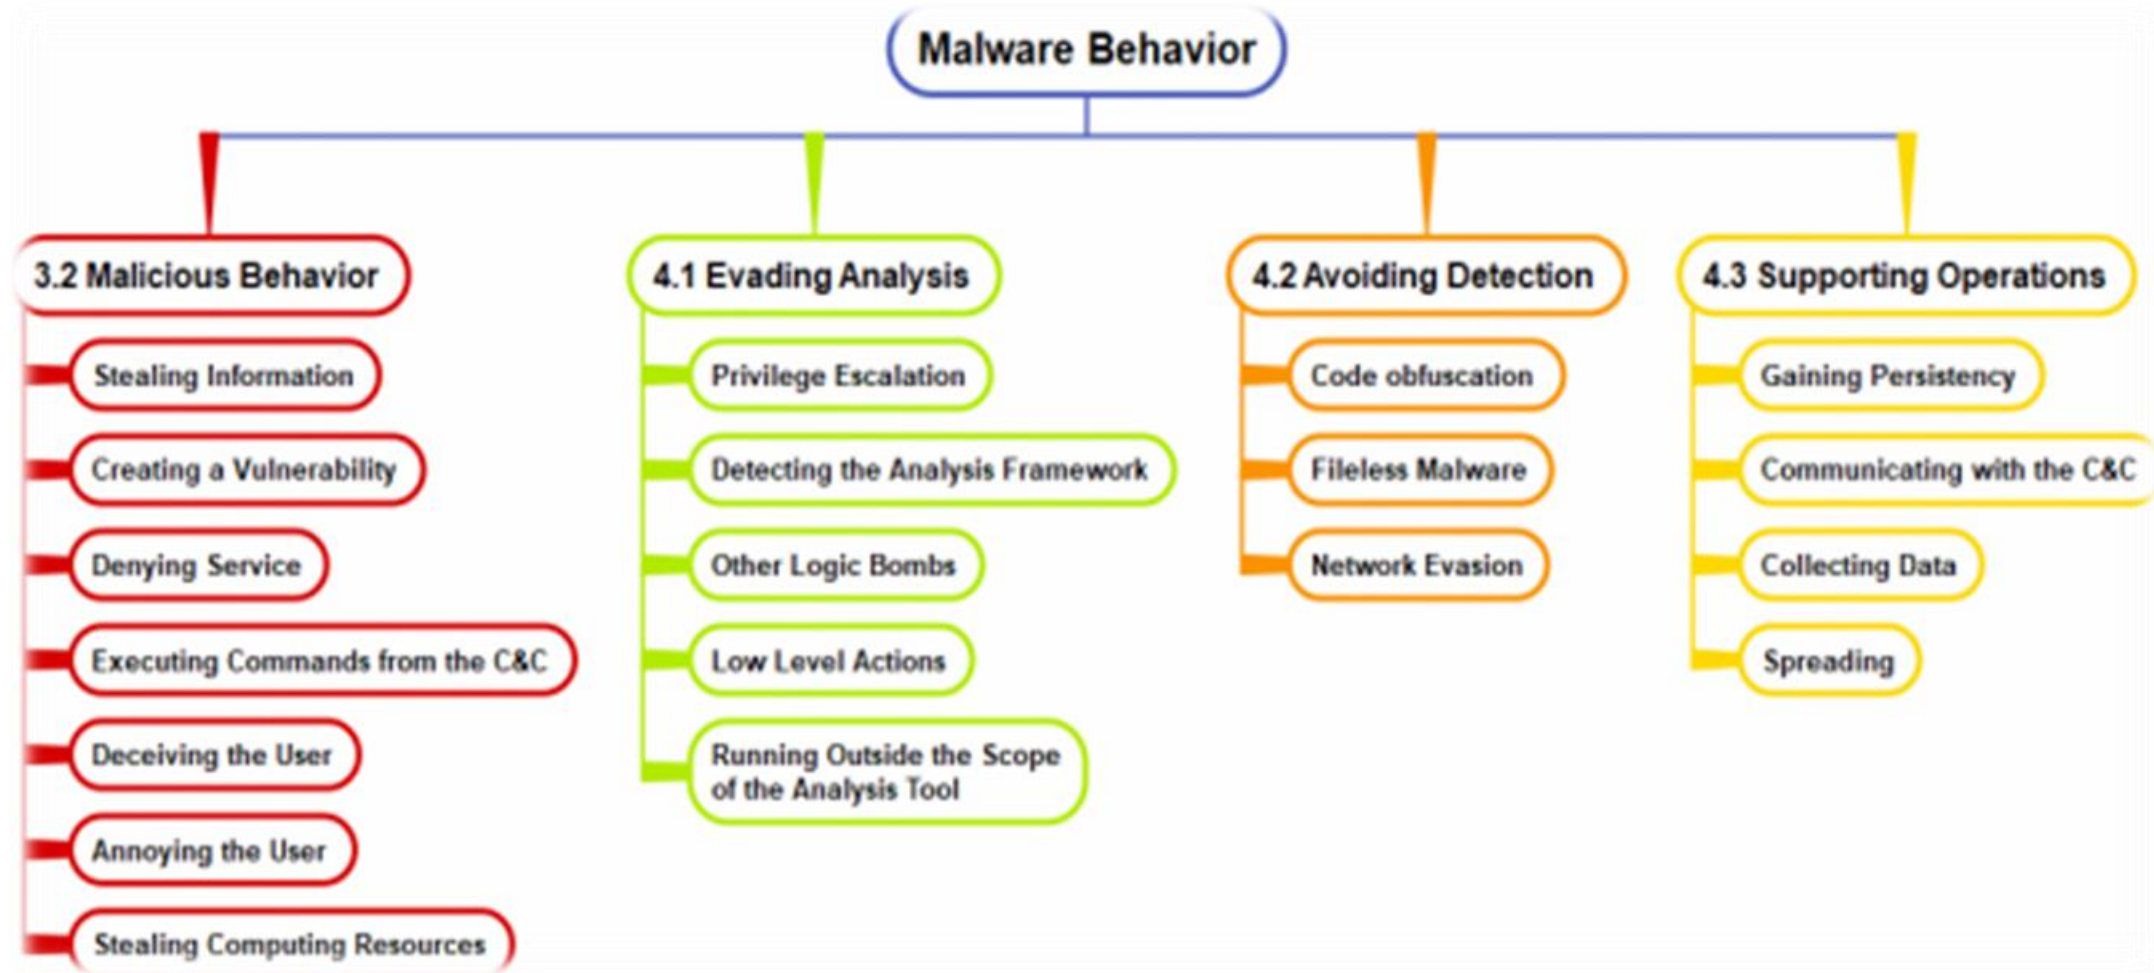 Malware Behavior
3.2 Malicious Behavior
Stealing Information
Creating a Vulnerability
Denying Service
Executing Commands from the C&C
Deceiving the User
Annoying the User
Stealing Computing Resources
4.1 Evading Analysis
Privilege Escalation
Detecting the Analysis Framework
Other Logic Bombs
Low Level Actions
Running Outside the Scope
of the Analysis Tool
4.2 Avoiding Detection
Code obfuscation
Fileless Malware
Network Evasion
4.3 Supporting Operations
Gaining Persistency
Communicating with the C&C
Collecting Data
Spreading